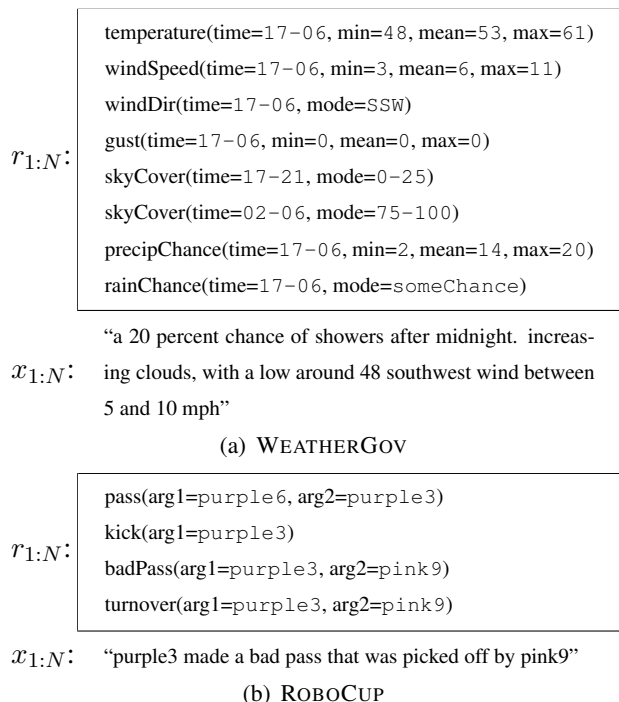 temperature(time=17-06, min=48, mean=53, max=61)
windSpeed(time=17-06, min=3, mean=6, max=11)
windDir(time=17-06, mode=SSW)
gust(time=17-06, min=0, mean=0, max=0)
r1:N:
skyCover(time=17-21, mode=0-25)
skyCover(time=02-06, mode=75-100)
precipChance(time=17-06, min=2, mean=14, max=20)
rainChance(time=17-06, mode=someChance)
“a 20 percent chance of showers after midnight. increas-
x1:N: ing clouds, with a low around 48 southwest wind between
5 and 10 mph”
(a) WEATHERGOV
pass(arg1=purple6, arg2=purple3)
kick(arg1=purple3)
r1:N:
badPass(arg1=purple3, arg2=pink9)
turnover(arg1=purple3, arg2=pink9)
x1:N: “purple3 made a bad pass that was picked off by pink9”
(b) ROBOCUP